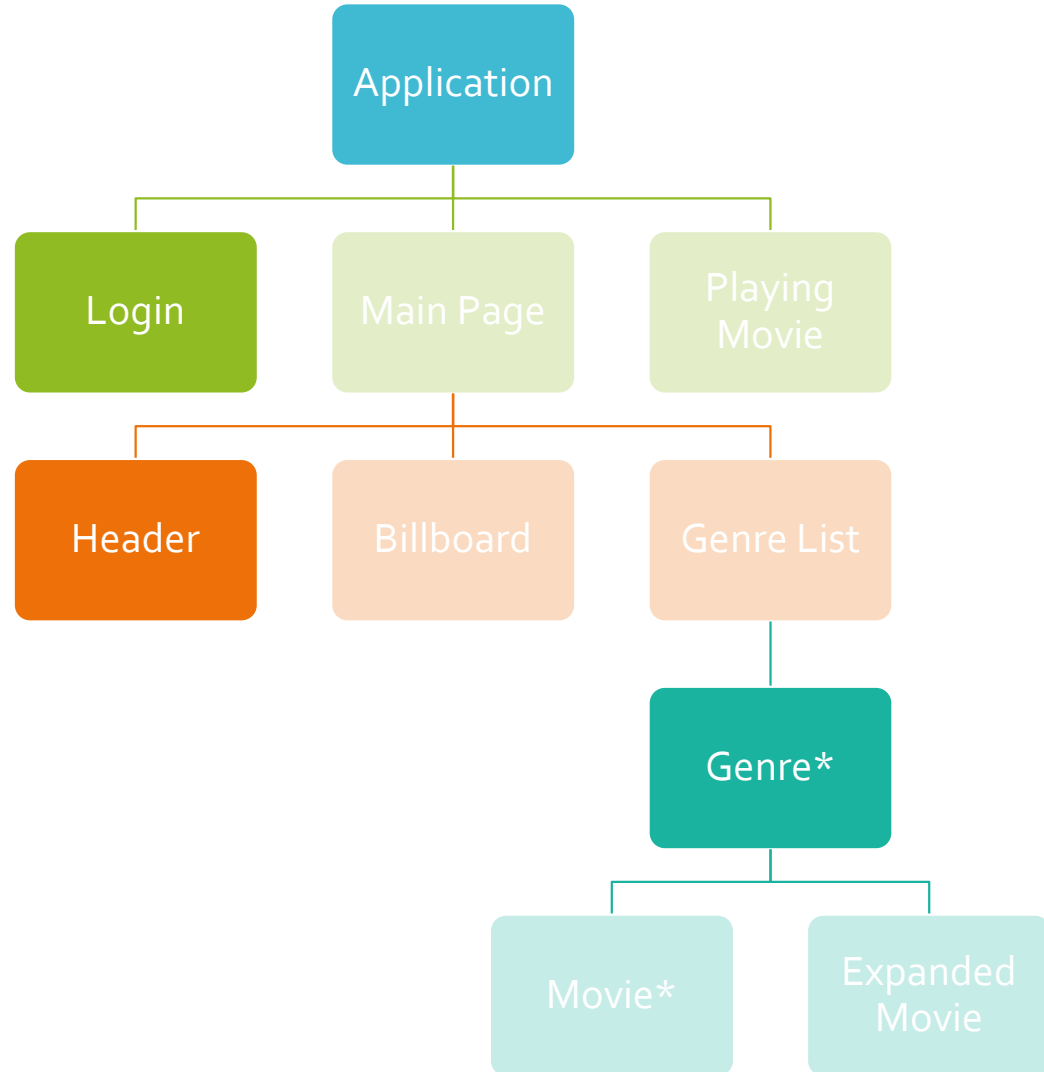 Application
Login
Main Page
Playing
Movie
Header
Billboard
Genre List
Genre*
Movie*
Expanded
Movie